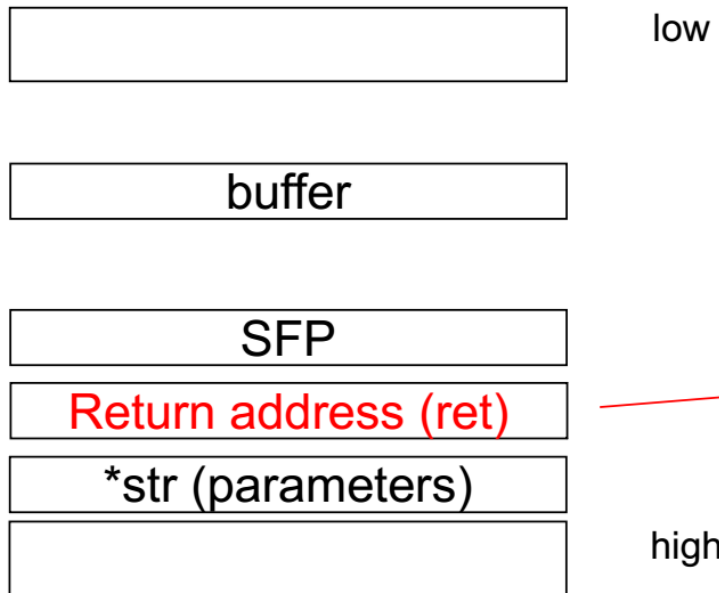 low
buffer
SFP
Return address (ret)
*str (parameters)
high